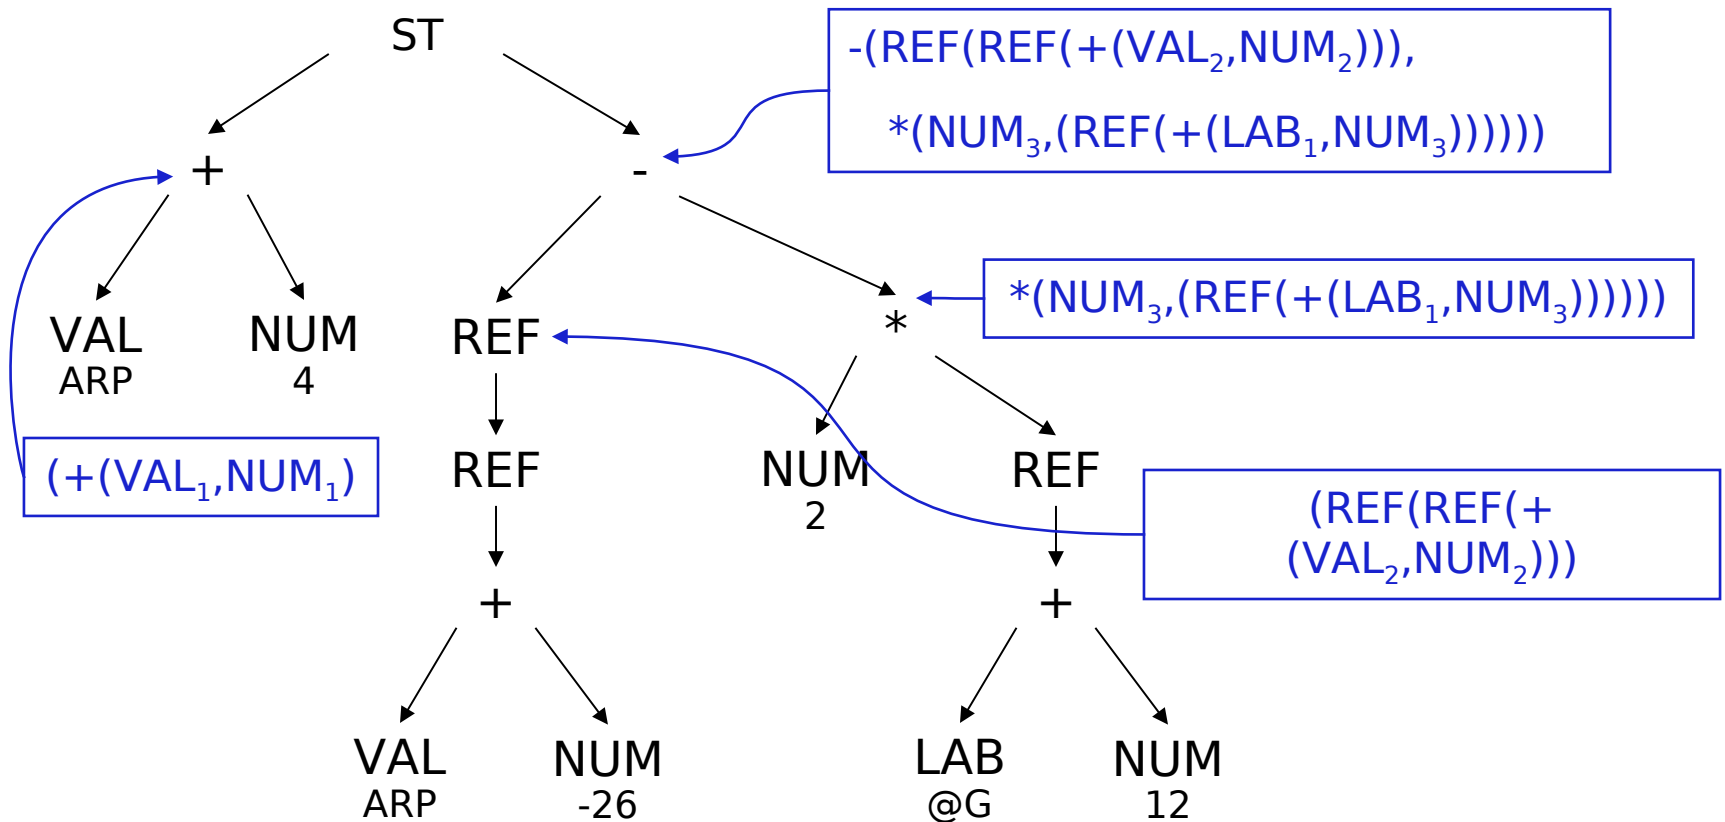 ST
-(REF(REF(+(VAL₂,NUM₂))),
*(NUM₃,(REF(+(LAB₁,NUM₃))))))
+
-
*(NUM₃,(REF(+(LAB₁,NUM₃))))))
VAL
ARP
NUM
4
REF
*
(+(VAL₁,NUM₁)
REF
NUM
2
REF
(REF(REF(+
(VAL₂,NUM₂)))
+
+
VAL
ARP
NUM
-26
LAB
@G
NUM
12